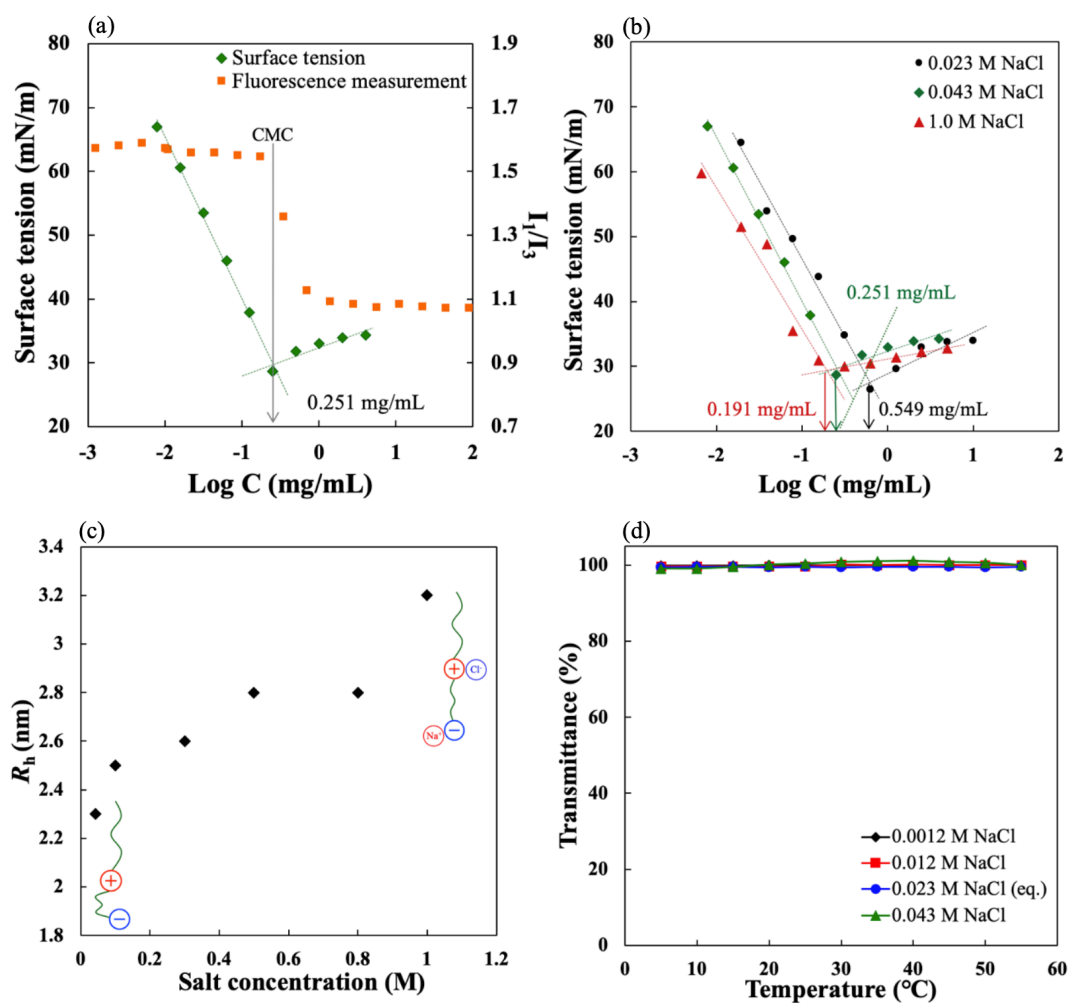 (a)
80
70
60
50
40
30
20
Surface tension (mN/m)
Surface tension
Fluorescence measurement
CMC
0.251 mg/mL
1.9
1.7
1.5
1.3
1.1
0.9
0.7
I1/I3
-3 -2 -1 0 1 2
Log C (mg/mL)
(b)
80
70
60
50
40
30
20
Surface tension (mN/m)
0.023 M NaCl
0.043 M NaCl
1.0 M NaCl
0.251 mg/mL
0.191 mg/mL
0.549 mg/mL
-3 -2 -1 0 1 2
Log C (mg/mL)
(c)
3.4
3.2
3
2.8
2.6
2.4
2.2
2
1.8
Rh (nm)
+
Cl-
Na+
−
+
−
0 0.2 0.4 0.6 0.8 1 1.2
Salt concentration (M)
(d)
100
80
60
40
20
0
Transmittance (%)
0.0012 M NaCl
0.012 M NaCl
0.023 M NaCl (eq.)
0.043 M NaCl
0 10 20 30 40 50 60
Temperature (℃)